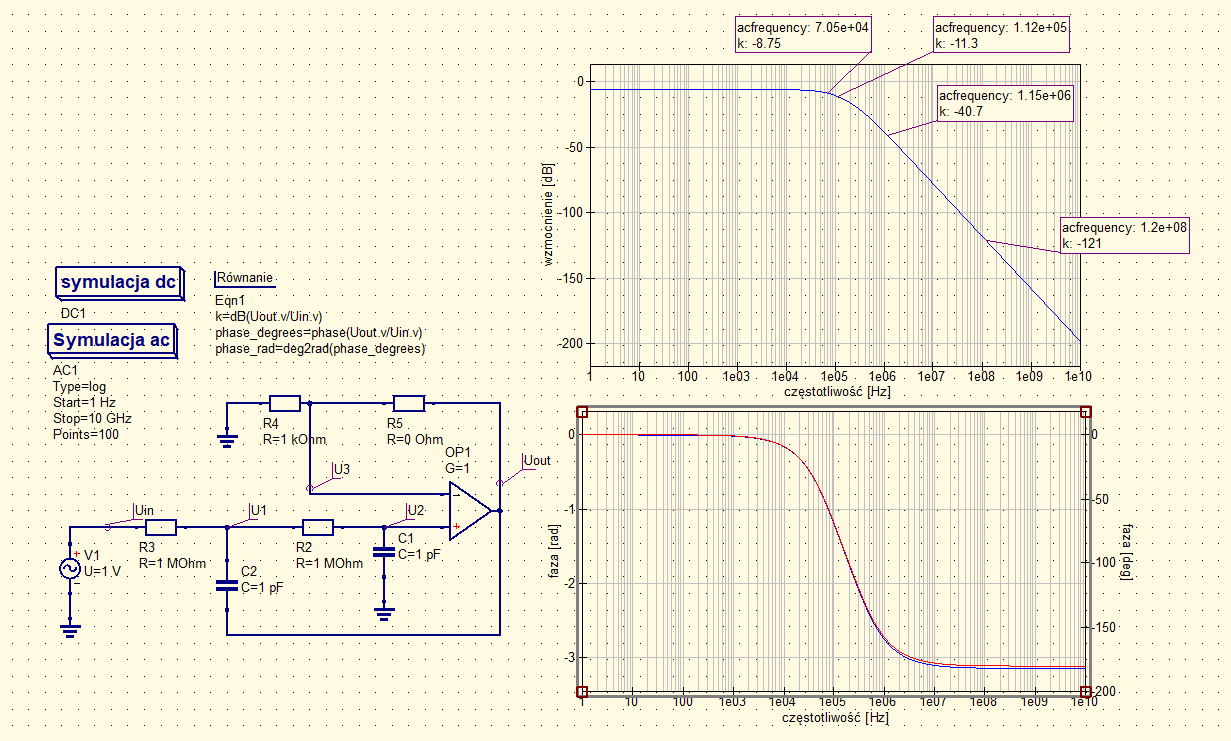 acfrequency: 7.05e+04
k: -8.75
acfrequency: 1.12e+05
k: -11.3
acfrequency: 1.15e+06
k: -40.7
acfrequency: 1.2e+08
k: -121
0
-50
-100
-150
-200
wzmocnienie [dB]
1 10 100 1e03 1e04 1e05 1e06 1e07 1e08 1e09 1e10
częstotliwość [Hz]
symulacja dc
DC1
Symulacja ac
AC1
Type=log
Start=1 Hz
Stop=10 GHz
Points=100
Równanie
Eqn1
k=dB(Uout.v/Uin.v)
phase_degrees=phase(Uout.v/Uin.v)
phase_rad=deg2rad(phase_degrees)
R4
R=1 kOhm
R5
R=0 Ohm
OP1
G=1
Uout
U3
Uin
U1
U2
V1
U=1 V
R3
R=1 MOhm
R2
R=1 MOhm
C1
C=1 pF
C2
C=1 pF
0
-1
-2
-3
faza [rad]
0
-50
-100
-150
-200
faza [deg]
1 10 100 1e03 1e04 1e05 1e06 1e07 1e08 1e09 1e10
częstotliwość [Hz]